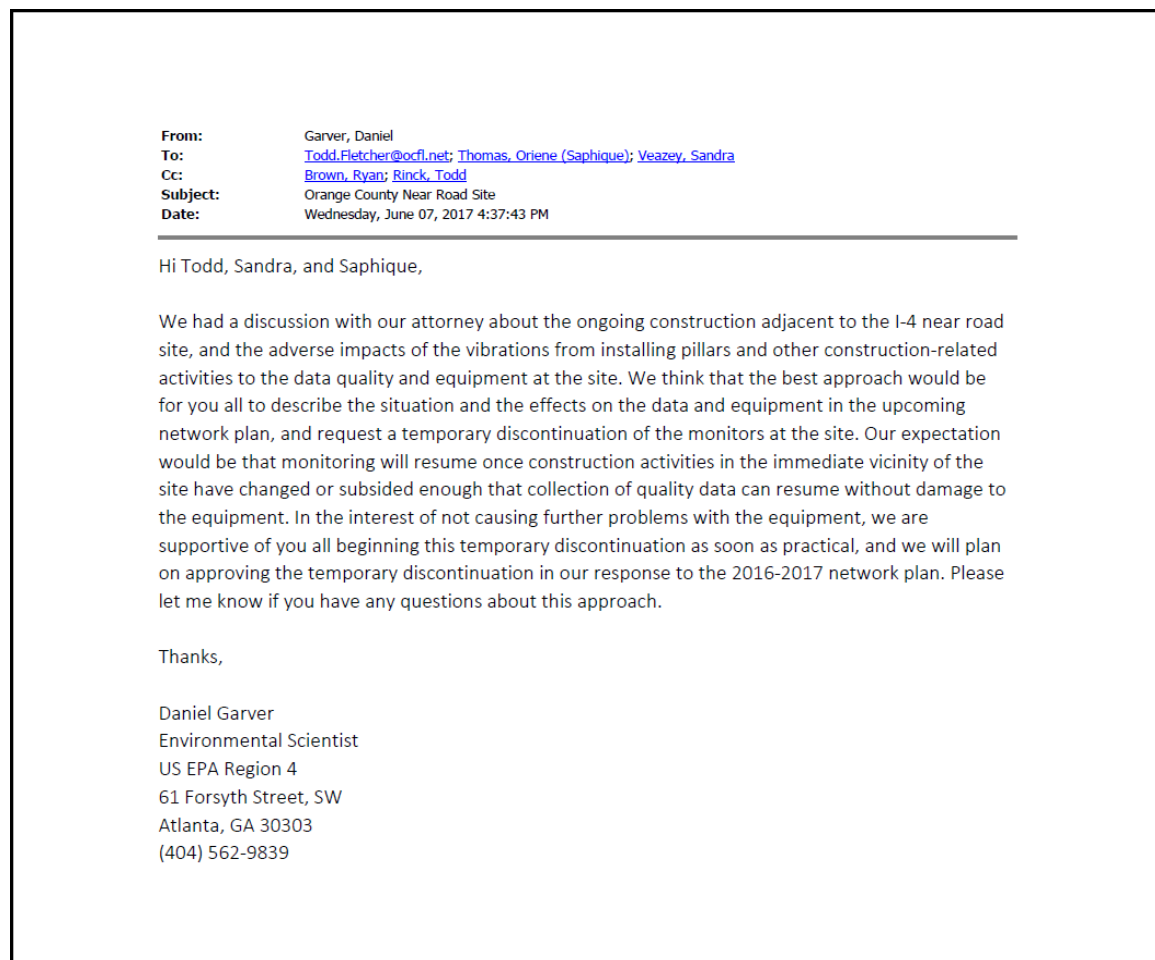 From: Garver, Daniel
To: Todd.Fletcher@ocfl.net; Thomas, Oriene (Saphique); Veazey, Sandra
Cc: Brown, Ryan; Rinck, Todd
Subject: Orange County Near Road Site
Date: Wednesday, June 07, 2017 4:37:43 PM
Hi Todd, Sandra, and Saphique,
We had a discussion with our attorney about the ongoing construction adjacent to the I-4 near road
site, and the adverse impacts of the vibrations from installing pillars and other construction-related
activities to the data quality and equipment at the site. We think that the best approach would be
for you all to describe the situation and the effects on the data and equipment in the upcoming
network plan, and request a temporary discontinuation of the monitors at the site. Our expectation
would be that monitoring will resume once construction activities in the immediate vicinity of the
site have changed or subsided enough that collection of quality data can resume without damage to
the equipment. In the interest of not causing further problems with the equipment, we are
supportive of you all beginning this temporary discontinuation as soon as practical, and we will plan
on approving the temporary discontinuation in our response to the 2016-2017 network plan. Please
let me know if you have any questions about this approach.
Thanks,
Daniel Garver
Environmental Scientist
US EPA Region 4
61 Forsyth Street, SW
Atlanta, GA 30303
(404) 562-9839